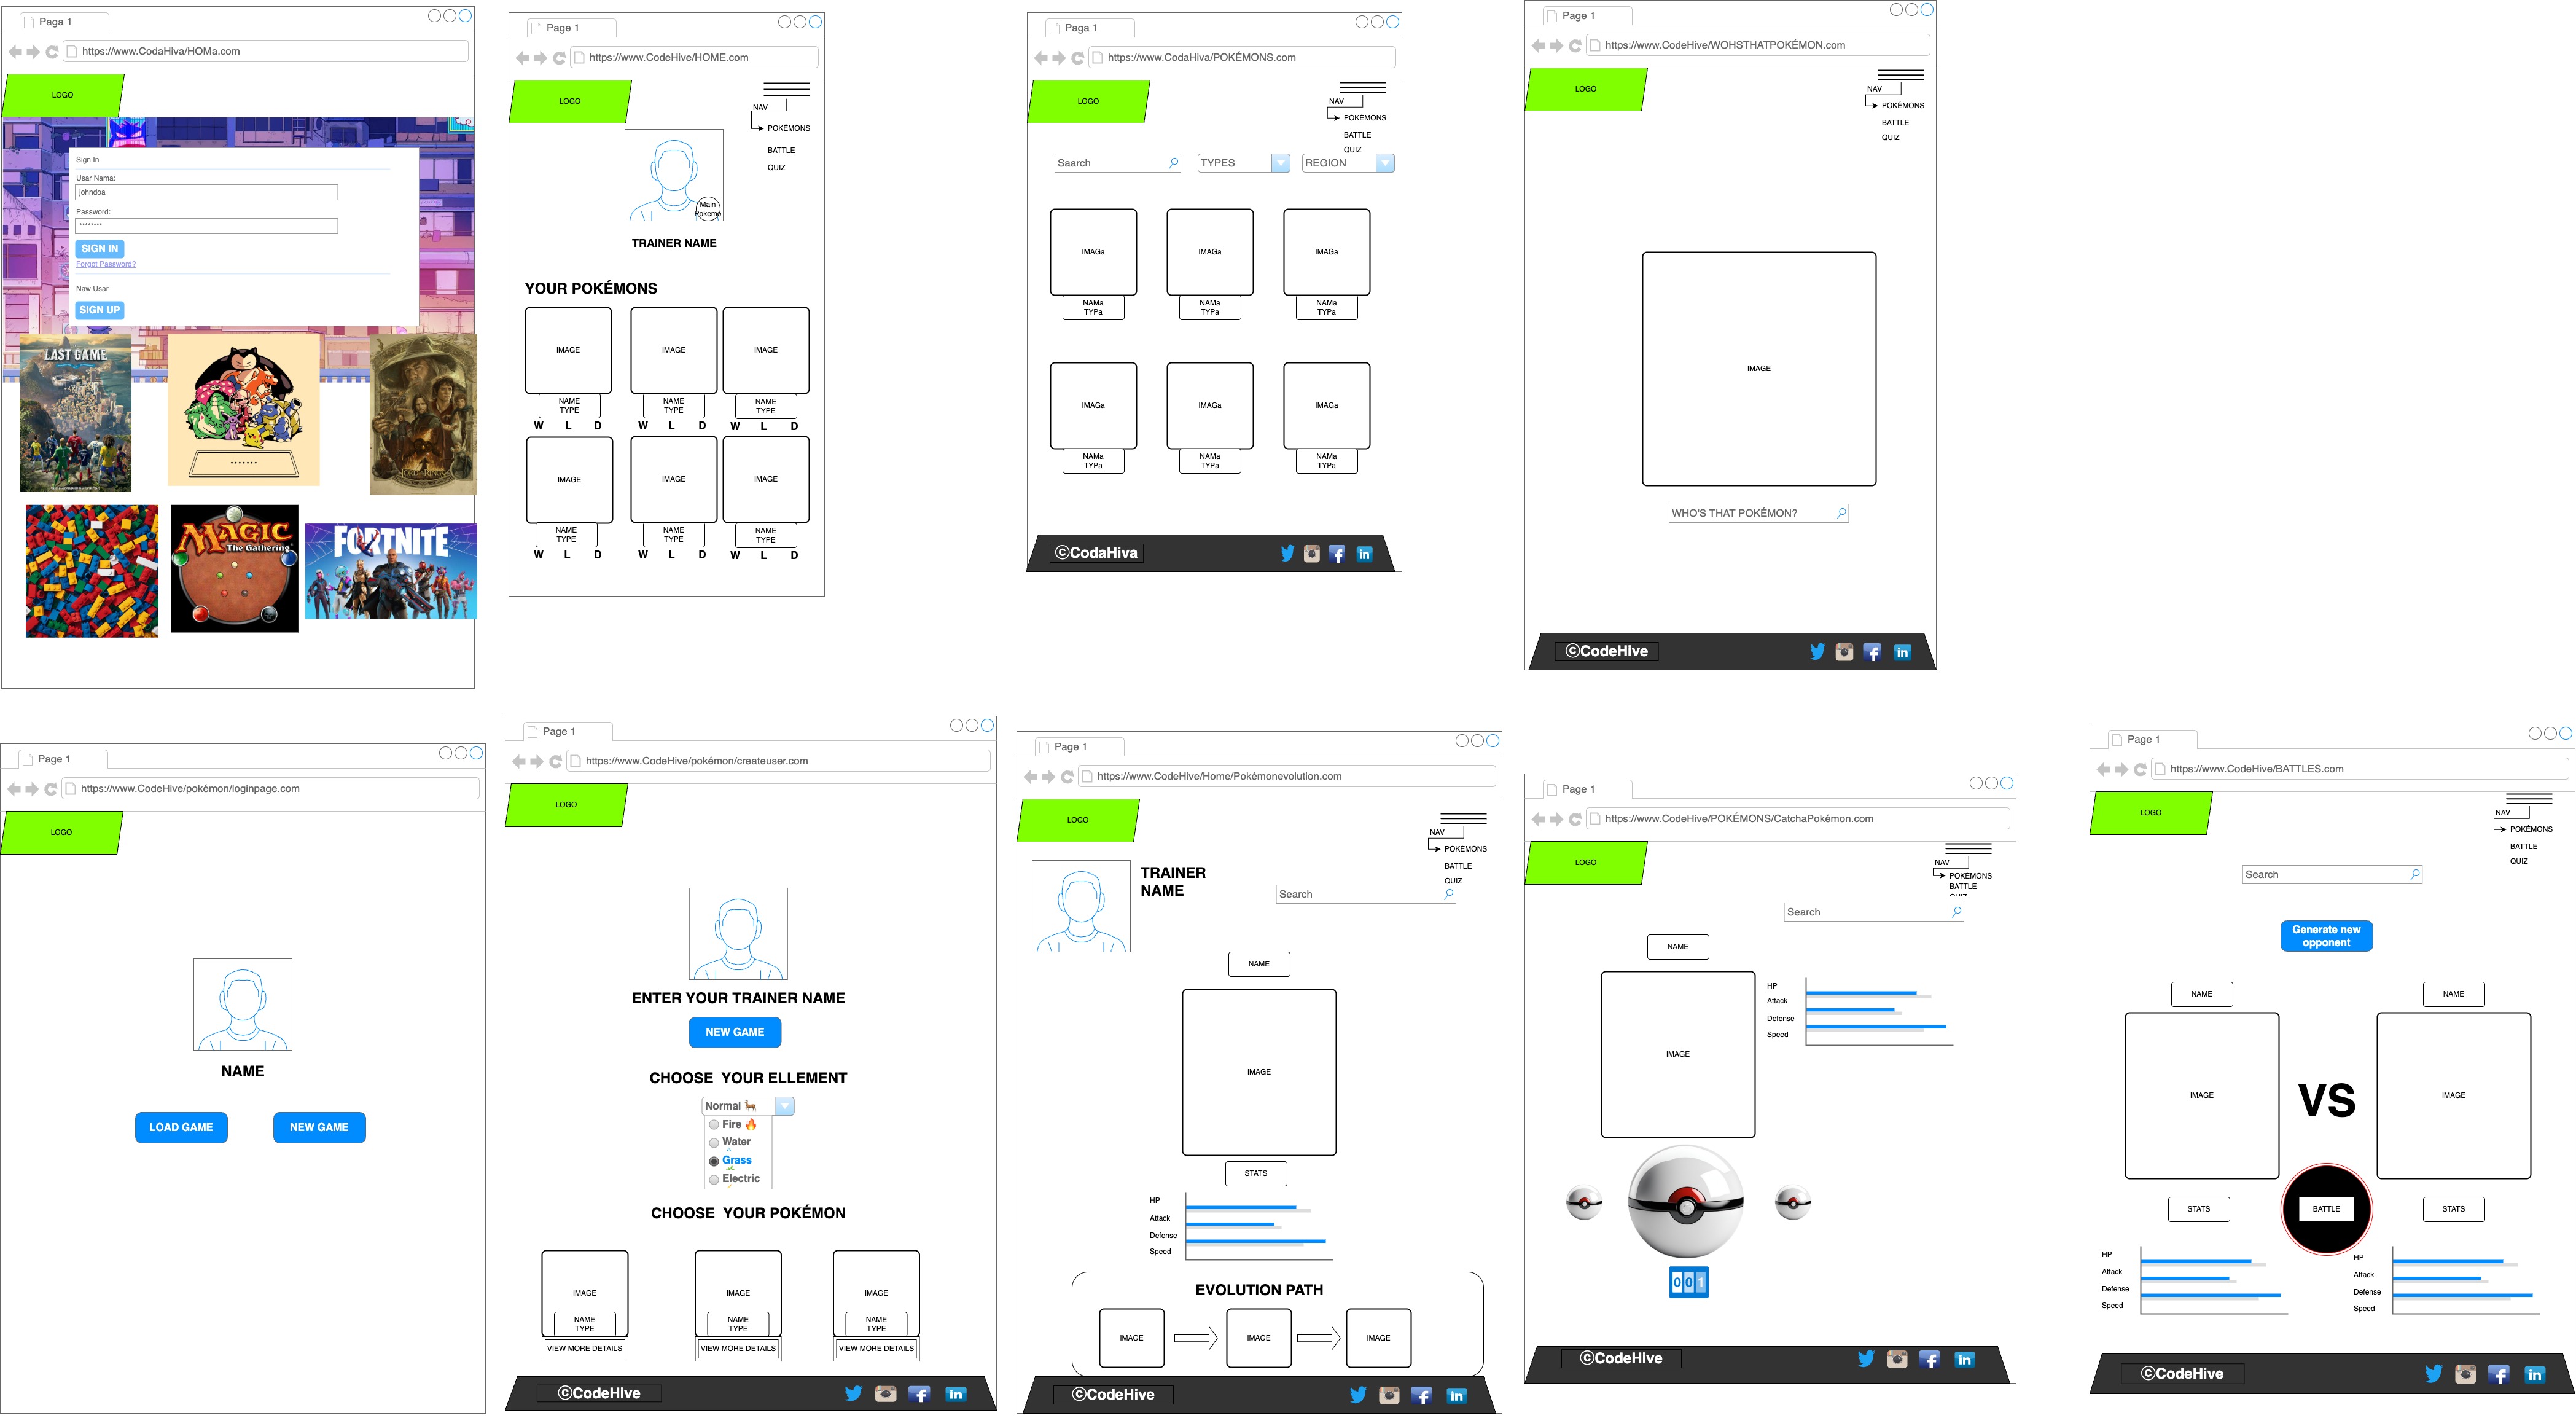 Paga 1
https://www.CodaHiva/HOMa.com
LOGO
Sign In
Usar Nama:
johndoa
Password:
********
SIGN IN
Forgot Password?
Naw Usar
SIGN UP
LAST GAME
MAGIC
The Gathering
FORTNITE
Page 1
https://www.CodeHive/HOME.com
LOGO
NAV
POKÉMONS
BATTLE
QUIZ
Main
Pokemo
TRAINER NAME
YOUR POKÉMONS
IMAGE IMAGE IMAGE
NAME NAME NAME
TYPE TYPE TYPE
W L D W L D W L D
IMAGE IMAGE IMAGE
NAME NAME NAME
TYPE TYPE TYPE
W L D W L D W L D
Paga 1
https://www.CodaHiva/POKÉMONS.com
LOGO
NAV
POKÉMONS
BATTLE
QUIZ
Saarch TYPES REGION
IMAGa IMAGa IMAGa
NAMa NAMa NAMa
TYPa TYPa TYPa
IMAGa IMAGa IMAGa
NAMa NAMa NAMa
TYPa TYPa TYPa
©CodaHiva
in
Page 1
https://www.CodeHive/WOHSTHATPOKÉMON.com
LOGO
NAV
POKÉMONS
BATTLE
QUIZ
IMAGE
WHO'S THAT POKÉMON?
©CodeHive
in
Page 1
https://www.CodeHive/pokémon/loginpage.com
LOGO
NAME
LOAD GAME NEW GAME
Page 1
https://www.CodeHive/pokémon/createuser.com
LOGO
ENTER YOUR TRAINER NAME
NEW GAME
CHOOSE YOUR ELLEMENT
Normal
Fire
Water
Grass
Electric
CHOOSE YOUR POKÉMON
IMAGE IMAGE IMAGE
NAME NAME NAME
TYPE TYPE TYPE
VIEW MORE DETAILS VIEW MORE DETAILS VIEW MORE DETAILS
©CodeHive
in
Page 1
https://www.CodeHive/Home/Pokémonevolution.com
LOGO
NAV
POKÉMONS
BATTLE
QUIZ
TRAINER
NAME
Search
NAME
IMAGE
STATS
HP
Attack
Defense
Speed
EVOLUTION PATH
IMAGE IMAGE IMAGE
©CodeHive
in
Page 1
https://www.CodeHive/POKÉMONS/CatchaPokémon.com
LOGO
NAV
POKÉMONS
BATTLE
Search
NAME
IMAGE
HP
Attack
Defense
Speed
001
©CodeHive
in
Page 1
https://www.CodeHive/BATTLES.com
LOGO
NAV
POKÉMONS
BATTLE
QUIZ
Search
Generate new
opponent
NAME NAME
IMAGE VS IMAGE
STATS BATTLE STATS
HP HP
Attack Attack
Defense Defense
Speed Speed
©CodeHive
in